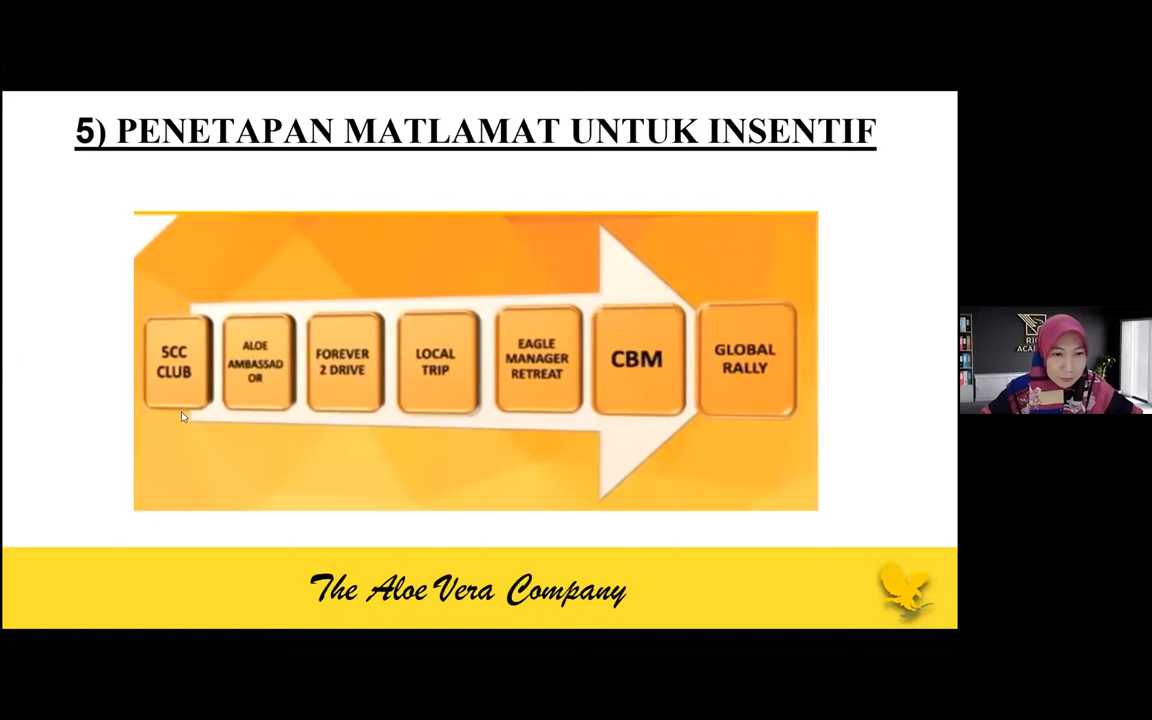 5) PENETAPAN MATLAMAT UNTUK INSENTIF
5CC
CLUB
ALOE
AMBASSAD
OR
FOREVER
2 DRIVE
LOCAL
TRIP
EAGLE
MANAGER
RETREAT
CBM
GLOBAL
RALLY
The Aloe Vera Company